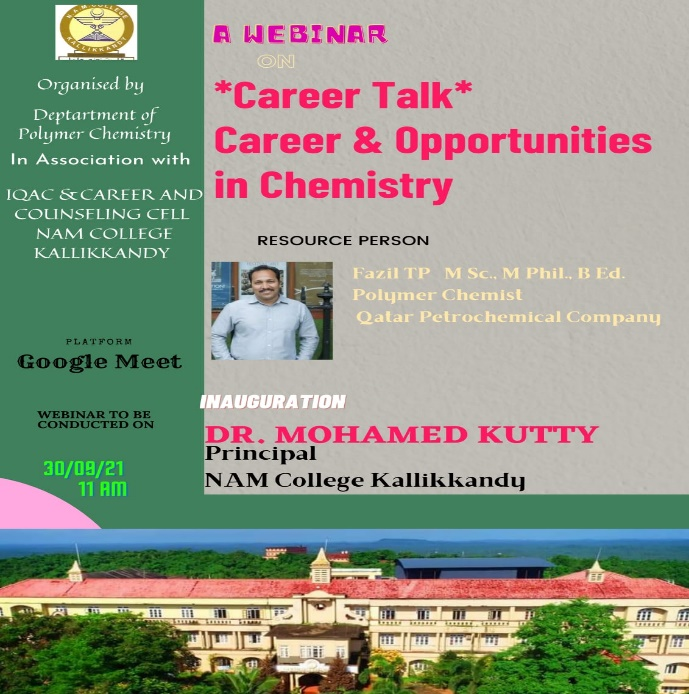 N.A.M. COLLEGE
KALLIKKANDY
Organised by
Deptartment of
Polymer Chemistry
In Association with
IQAC & CAREER AND
COUNSELING CELL
NAM COLLEGE
KALLIKKANDY
PLATFORM
Google Meet
WEBINAR TO BE
CONDUCTED ON
30/09/21
11 AM
A WEBINAR
ON
*Career Talk*
Career & Opportunities
in Chemistry
RESOURCE PERSON
Fazil TP M Sc., M Phil., B Ed.
Polymer Chemist
Qatar Petrochemical Company
INAUGURATION
DR. MOHAMED KUTTY
Principal
NAM College Kallikkandy